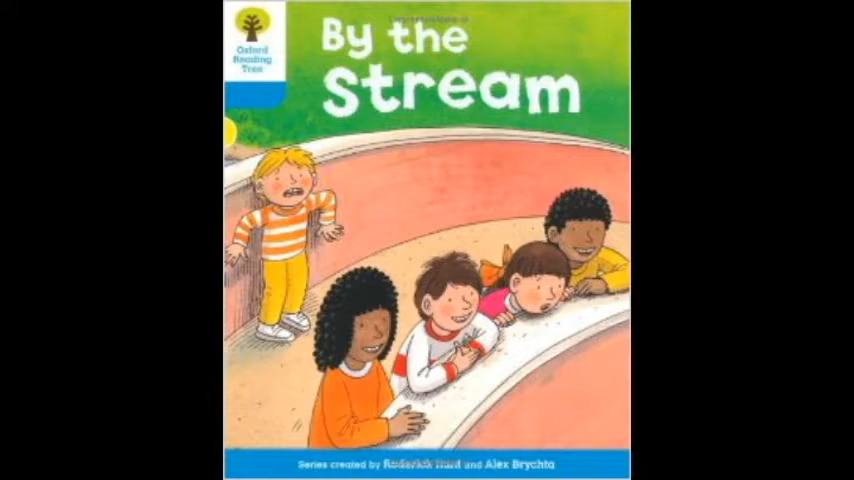 Oxford
Reading
Tree
By the
Stream
Series created by Roderick Hunt and Alex Brychta